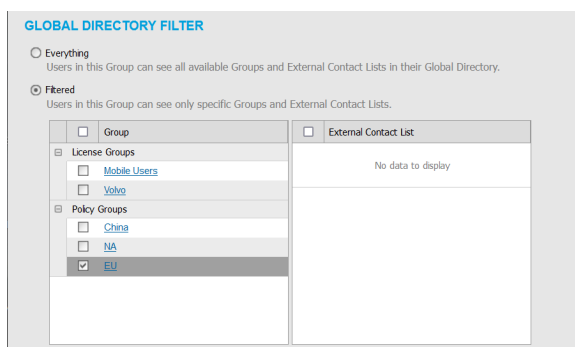 GLOBAL DIRECTORY FILTER
Everything
Users in this Group can see all available Groups and External Contact Lists in their Global Directory.
Filtered
Users in this Group can see only specific Groups and External Contact Lists.
Group
External Contact List
License Groups
No data to display
Mobile Users
Volvo
Policy Groups
China
NA
EU